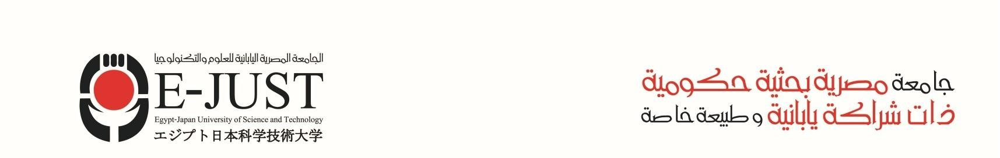 الجامعة المصرية اليابانية للعلوم والتكنولوجيا
E-JUST
Egypt-Japan University of Science and Technology
エジプト日本科学技術大学
جامعة مصرية بحثية حكومية
ذات شراكة يابانية وطبيعة خاصة